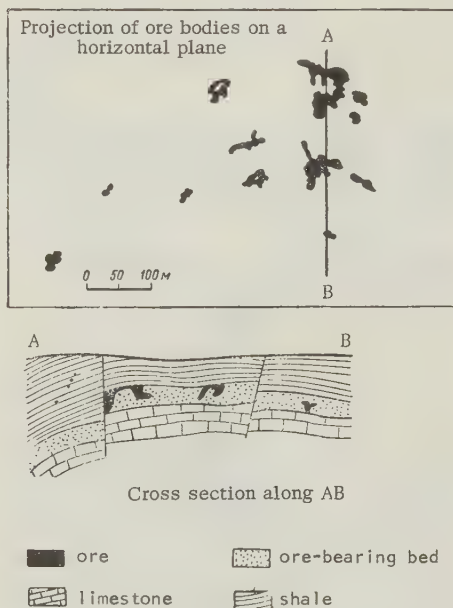 Projection of ore bodies on a
horizontal plane
A
0 50 100 м
B
A B
Cross section along AB
ore
ore-bearing bed
limestone
shale